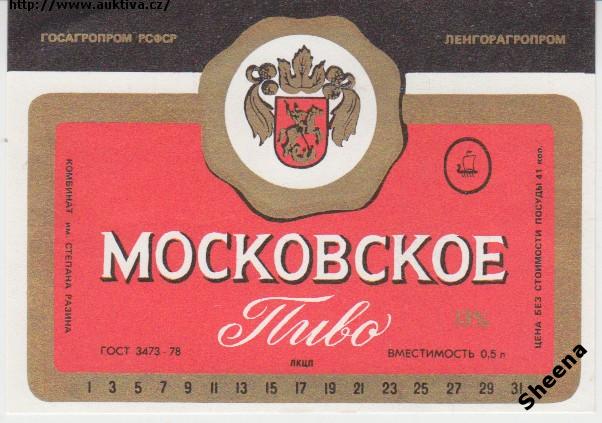 http://www.auktiva.cz/
ГОСАГРОПРОМ РСФСР
ЛЕНГОРАГРОПРОМ
КОМБИНАТ им. СТЕПАНА РАЗИНА
МОСКОВСКОЕ
Пиво
13%
ГОСТ 3473-78
ЛКЦП
ВМЕСТИМОСТЬ 0,5 л
ЦЕНА БЕЗ СТОИМОСТИ ПОСУДЫ 41 коп.
1 3 5 7 9 11 13 15 17 19 21 23 25 27 29 31
Sheena